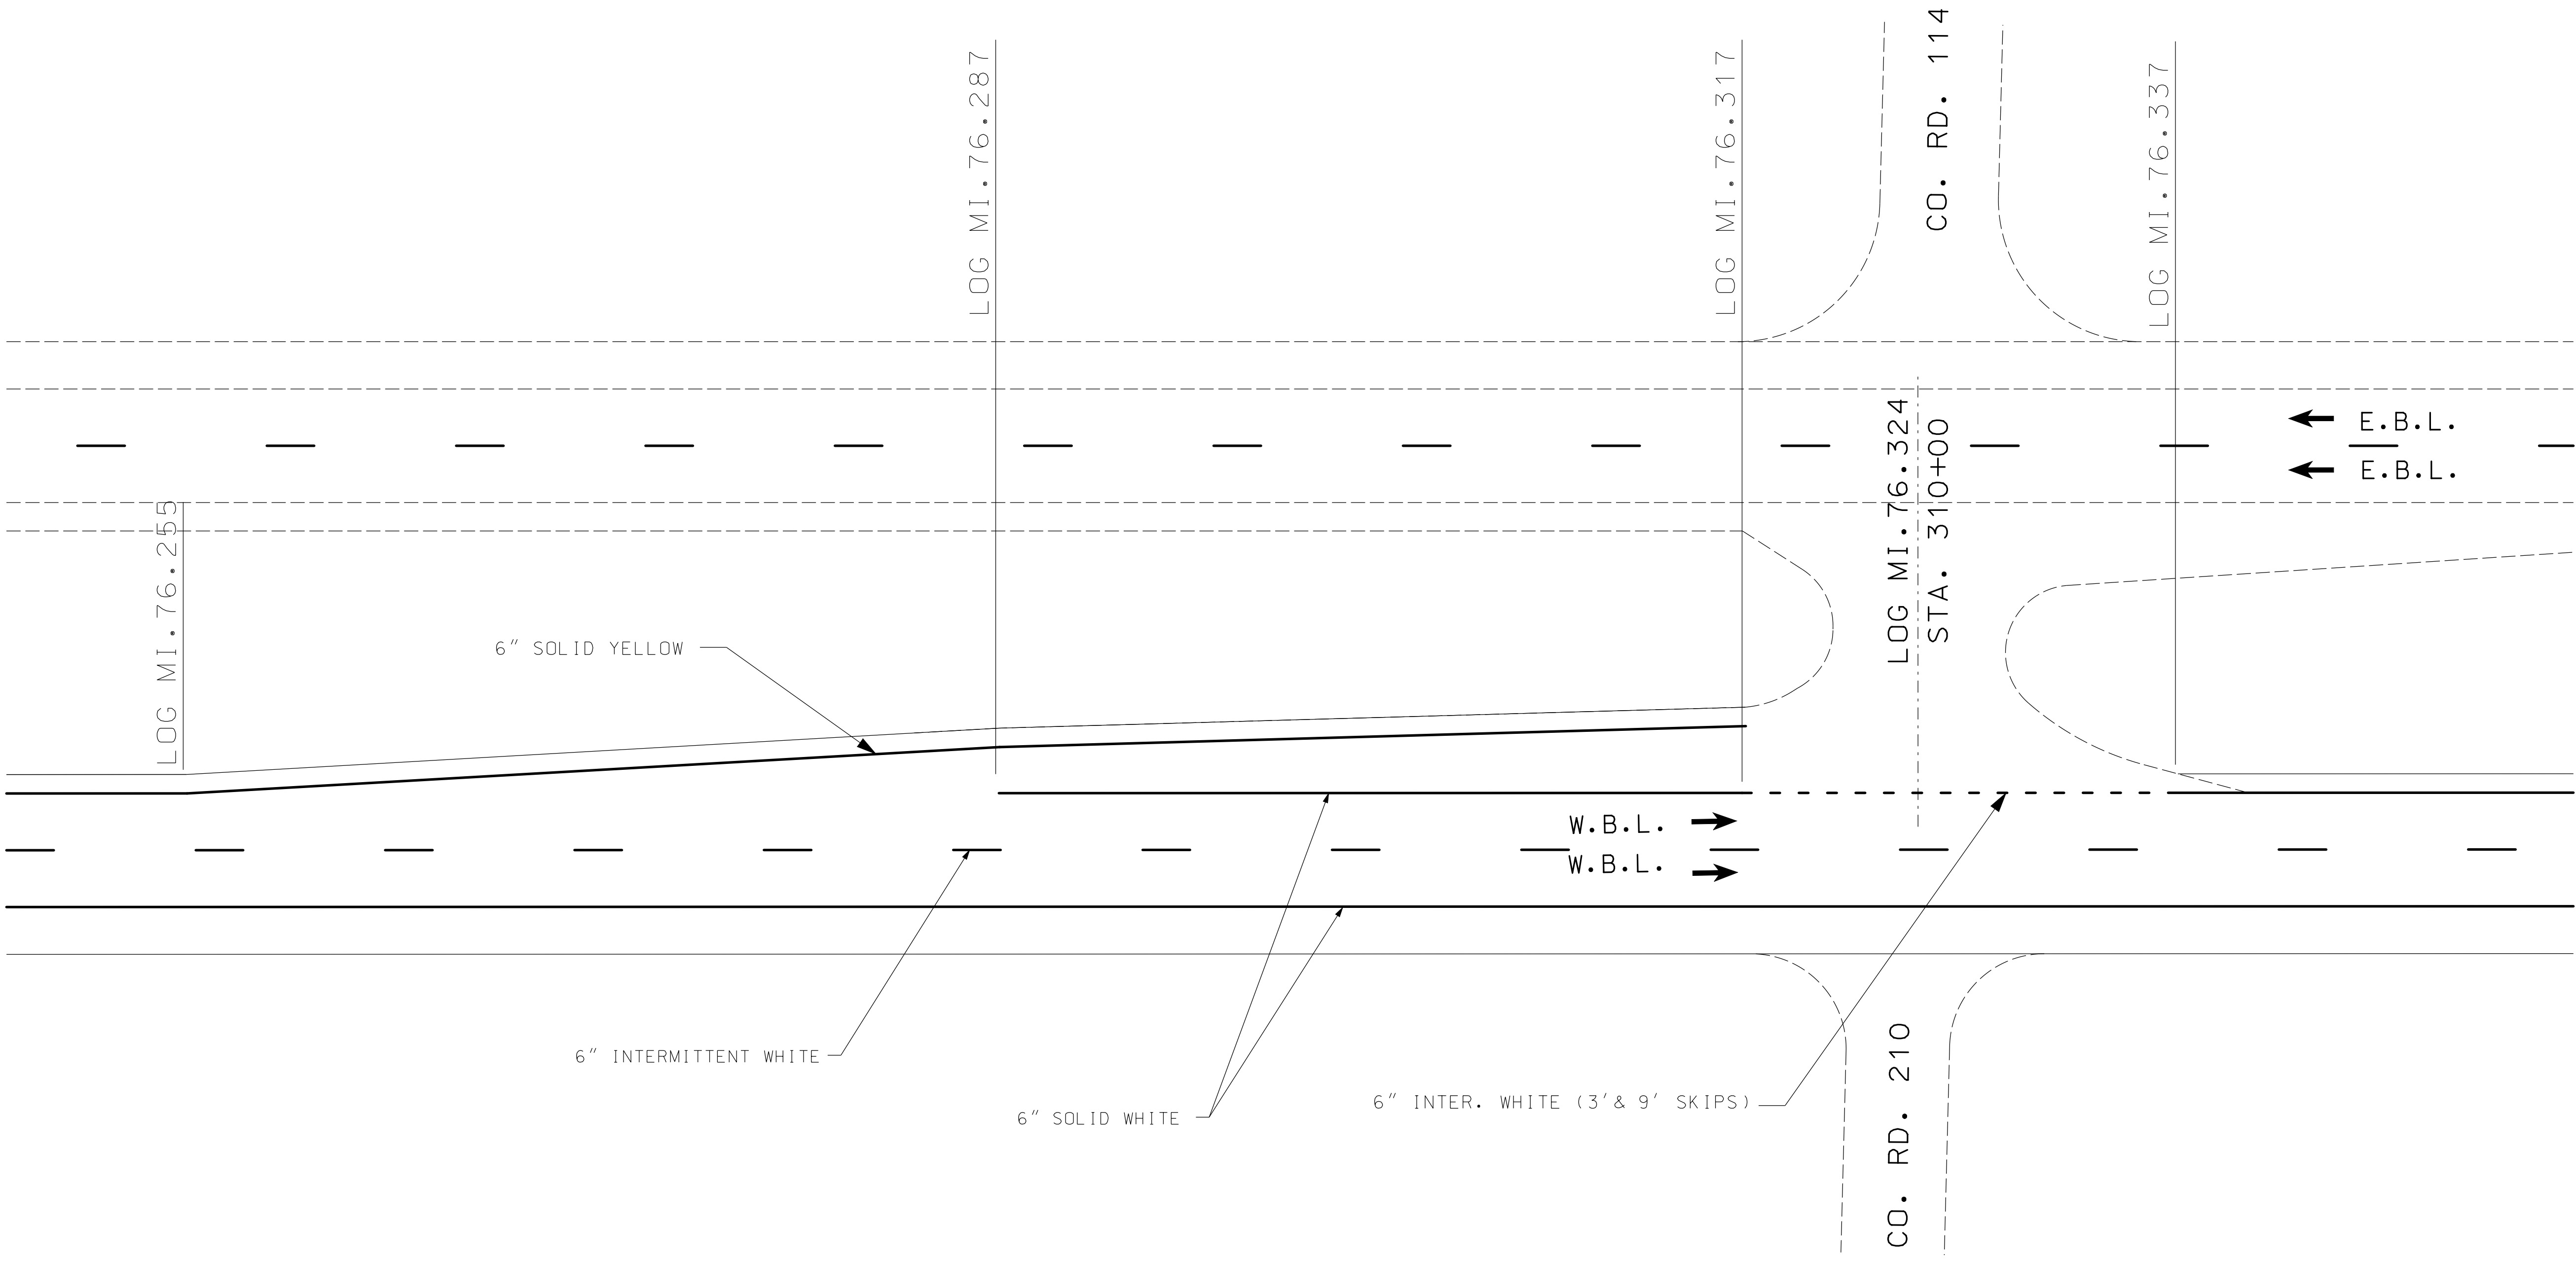 LOG MI.76.287
LOG MI.76.317
CO. RD. 114
LOG MI.76.337
E.B.L.
E.B.L.
LOG MI.76.324
STA. 310+00
LOG MI.76.255
6" SOLID YELLOW
W.B.L.
W.B.L.
6" INTERMITTENT WHITE
6" SOLID WHITE
6" INTER. WHITE (3'& 9' SKIPS)
CO. RD. 210